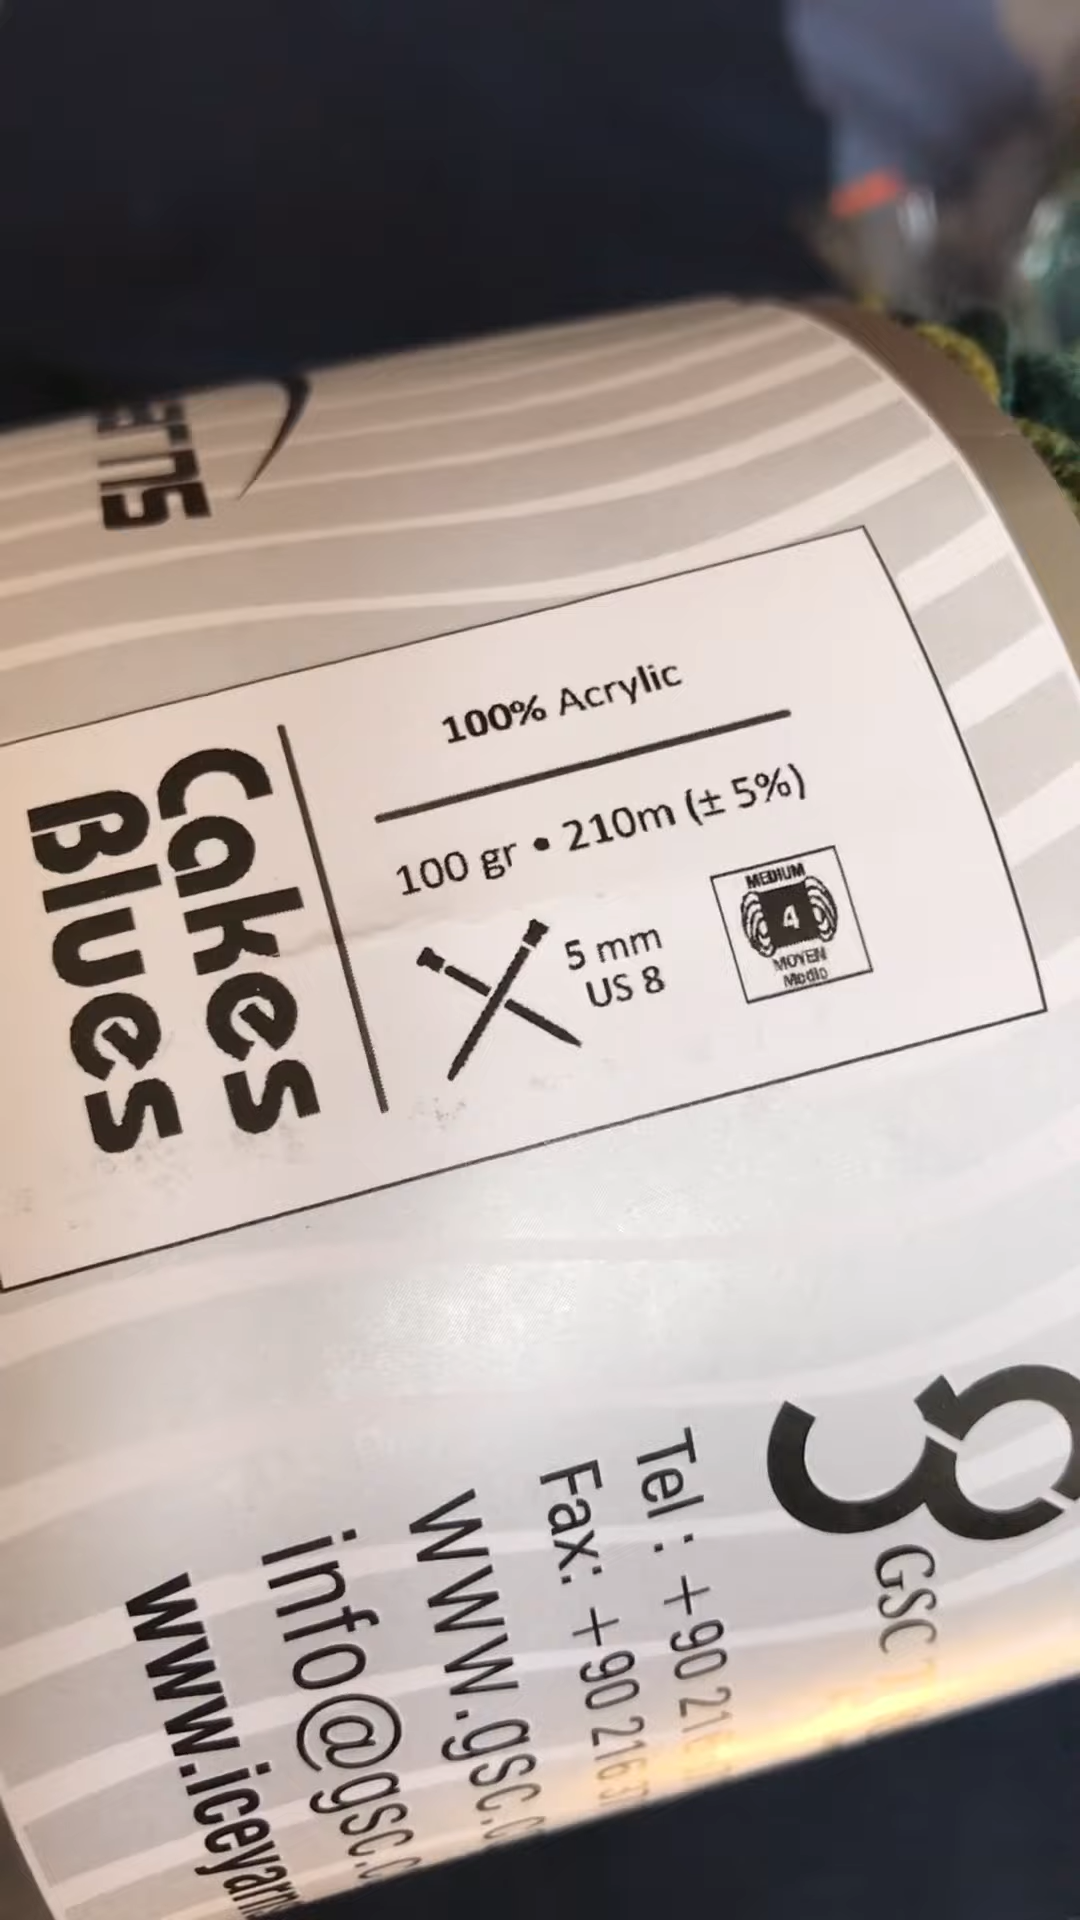 Cakes
Blues
100% Acrylic
100 gr • 210m (± 5%)
5 mm
US 8
MEDIUM
4
MOYEN
Medio
GSC
Tel : +90 216
Fax: +90 216
www.gsc.
info@gsc.
www.iceyarn